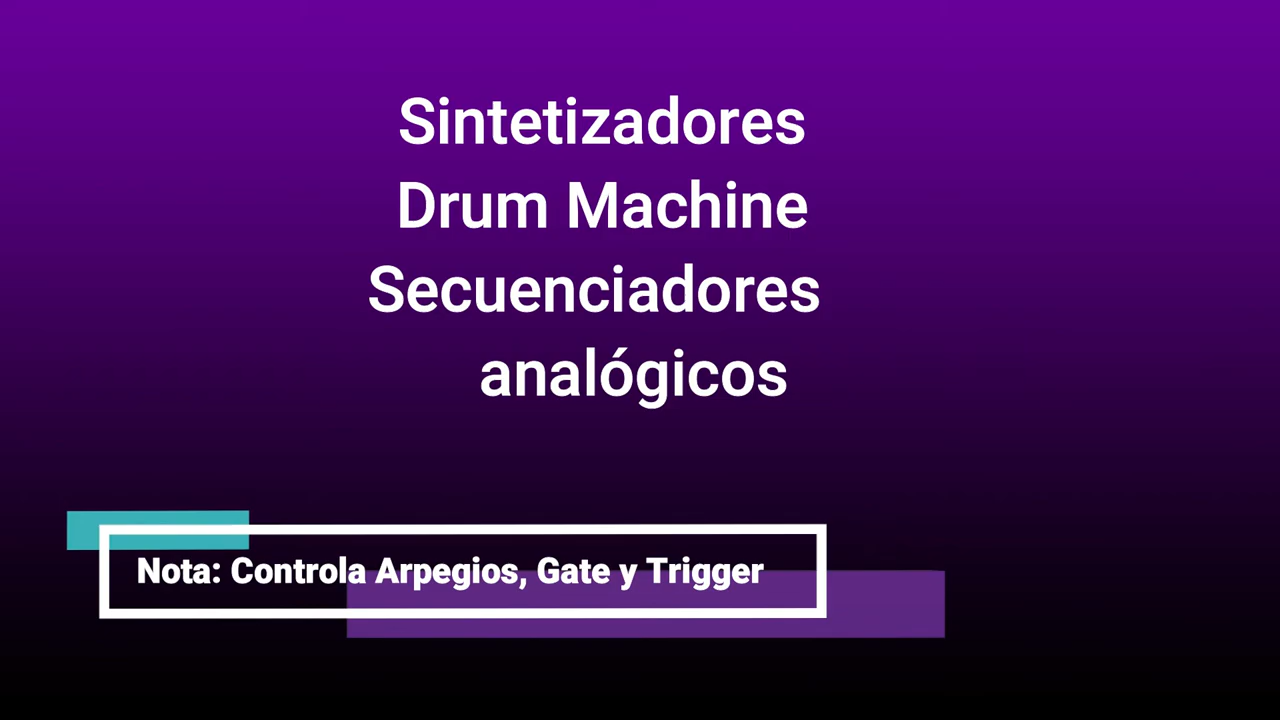 Sintetizadores
Drum Machine
Secuenciadores
analógicos
Nota: Controla Arpegios, Gate y Trigger